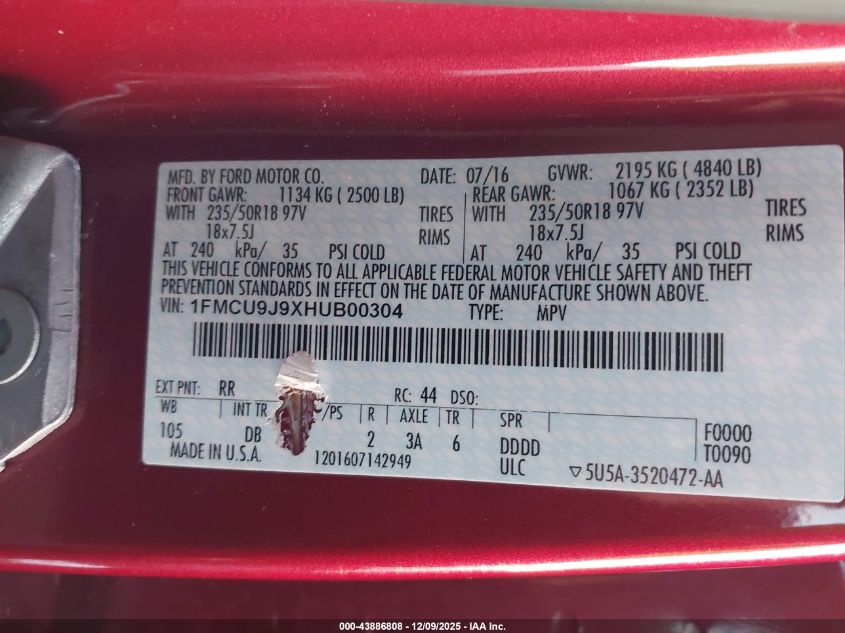 MFD. BY FORD MOTOR CO. DATE: 07/16 GVWR: 2195 KG ( 4840 LB)
FRONT GAWR: 1134 KG ( 2500 LB) REAR GAWR: 1067 KG ( 2352 LB)
WITH 235/50R18 97V TIRES WITH 235/50R18 97V TIRES
18x7.5J RIMS 18x7.5J RIMS
AT 240 kPa/ 35 PSI COLD AT 240 kPa/ 35 PSI COLD
THIS VEHICLE CONFORMS TO ALL APPLICABLE FEDERAL MOTOR VEHICLE SAFETY AND THEFT
PREVENTION STANDARDS IN EFFECT ON THE DATE OF MANUFACTURE SHOWN ABOVE.
VIN: 1FMCU9J9XHUB00304 TYPE: MPV
EXT PNT: RR RC: 44 DSO:
WB INT TR /PS R AXLE TR SPR
105 DB 2 3A 6 DDDD F0000
MADE IN U.S.A. 1201607142949 ULC T0090
▽5U5A-3520472-AA
000-43886808 - 12/09/2025 - IAA Inc.